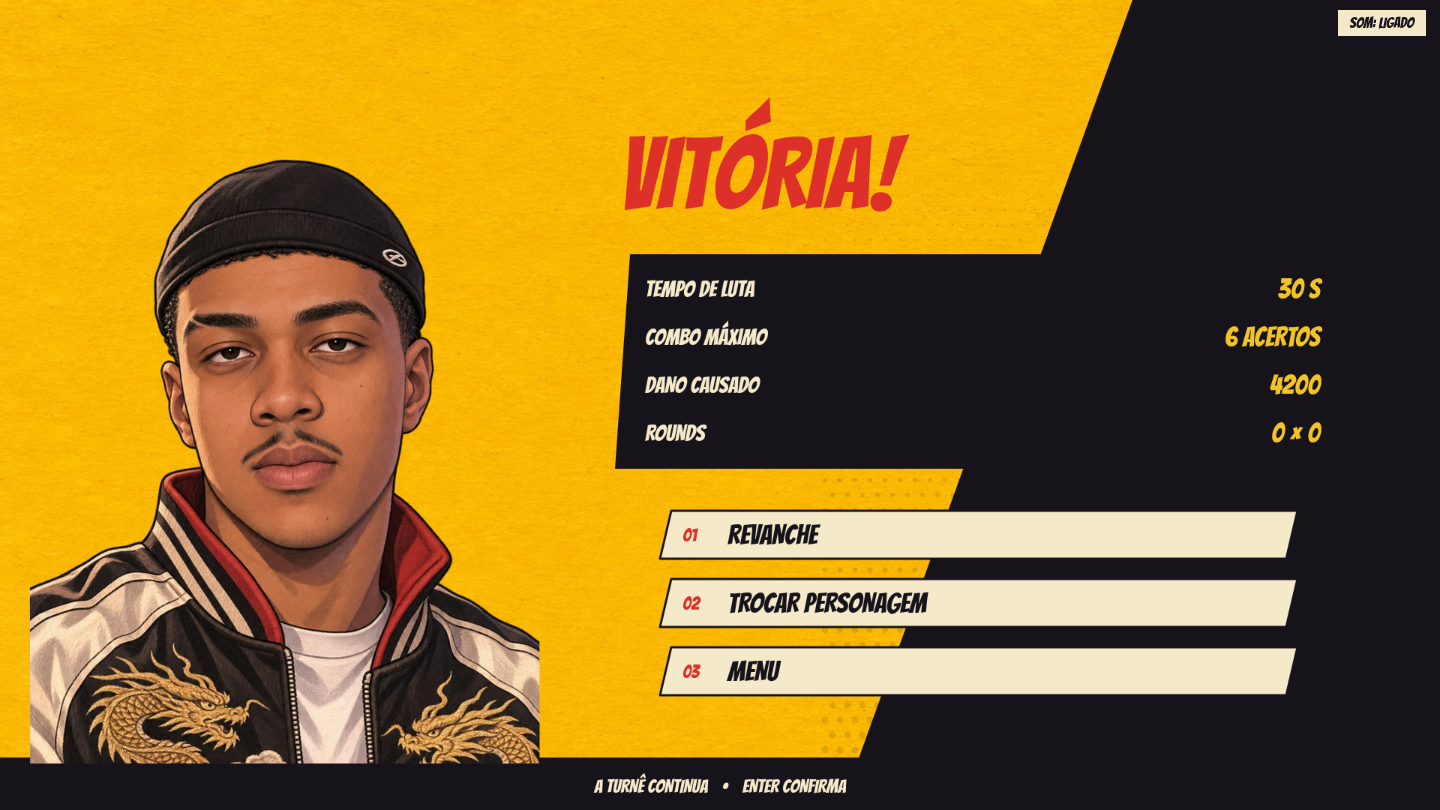 SOM: LIGADO
VITÓRIA!
TEMPO DE LUTA 30 S
COMBO MÁXIMO 6 ACERTOS
DANO CAUSADO 4200
ROUNDS 0 × 0
01 REVANCHE
02 TROCAR PERSONAGEM
03 MENU
A TURNÊ CONTINUA • ENTER CONFIRMA